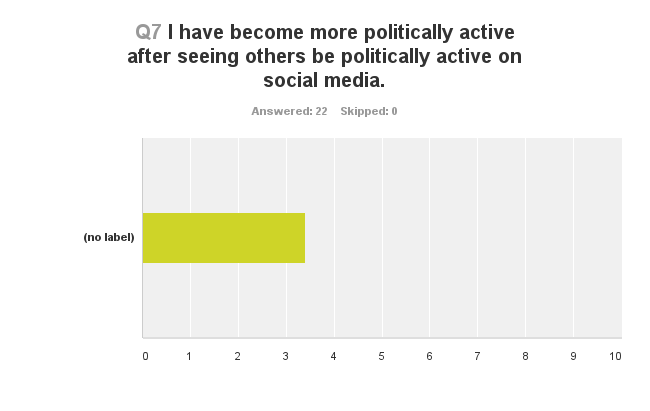 Q7 I have become more politically active
after seeing others be politically active on
social media.
Answered: 22 Skipped: 0
(no label)
0 1 2 3 4 5 6 7 8 9 10